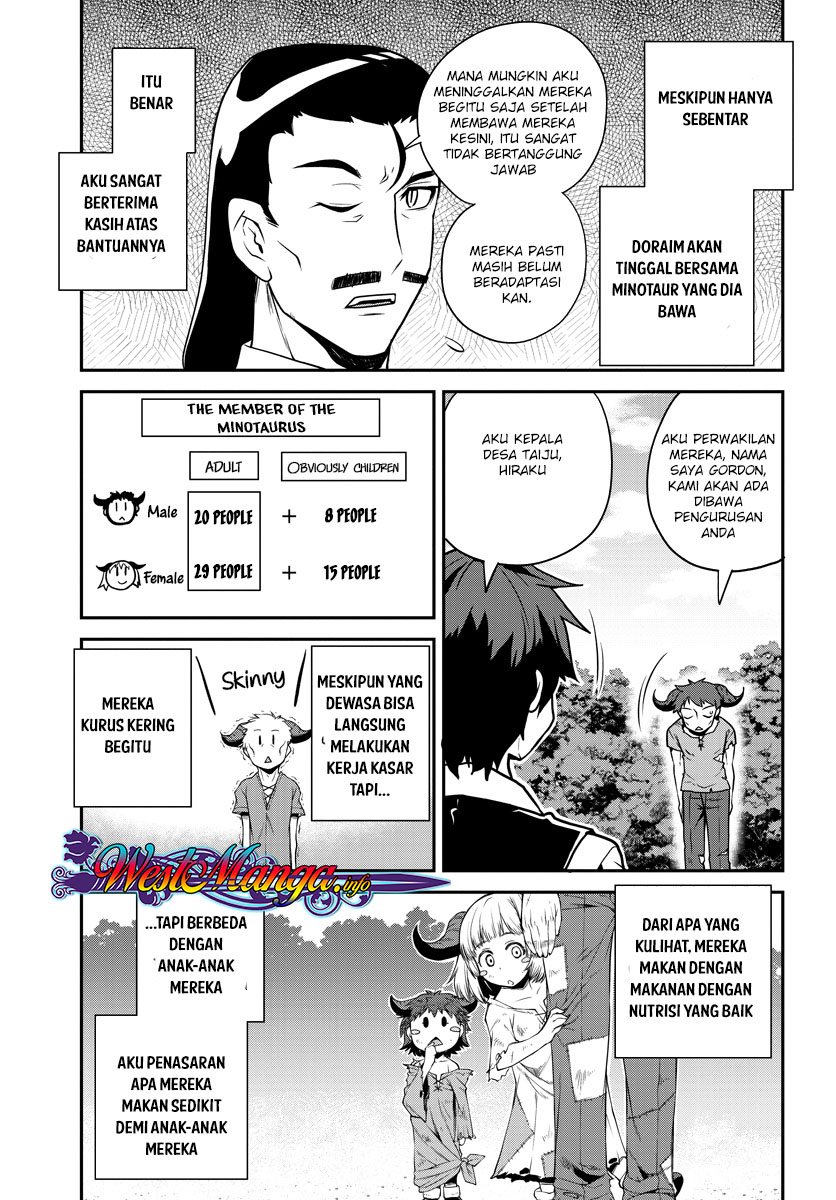 MESKIPUN HANYA
SEBENTAR
DORAIM AKAN
TINGGAL BERSAMA
MINOTAUR YANG DIA
BAWA
MANA MUNGKIN AKU
MENINGGALKAN MEREKA
BEGITU SAJA SETELAH
MEMBAWA MEREKA
KESINI, ITU SANGAT
TIDAK BERTANGGUNG
JAWAB
MEREKA PASTI
MASIH BELUM
BERADAPTASI
KAN.
ITU
BENAR
AKU SANGAT
BERTERIMA
KASIH ATAS
BANTUANNYA
AKU PERWAKILAN
MEREKA, NAMA
SAYA GORDON,
KAMI AKAN ADA
DIBAWA
PENGURUSAN
ANDA
AKU KEPALA
DESA TAIJU,
HIRAKU
THE MEMBER OF THE
MINOTAURUS
ADULT
OBVIOUSLY CHILDREN
Male
20 PEOPLE + 8 PEOPLE
Female
29 PEOPLE + 15 PEOPLE
MESKIPUN YANG
DEWASA BISA
LANGSUNG
MELAKUKAN
KERJA KASAR
TAPI...
Skinny
MEREKA
KURUS KERING
BEGITU
WestManga.info
DARI APA YANG
KULIHAT, MEREKA
MAKAN DENGAN
MAKANAN DENGAN
NUTRISI YANG BAIK
...TAPI BERBEDA
DENGAN
ANAK-ANAK
MEREKA
AKU PENASARAN
APA MEREKA
MAKAN SEDIKIT
DEMI ANAK-ANAK
MEREKA